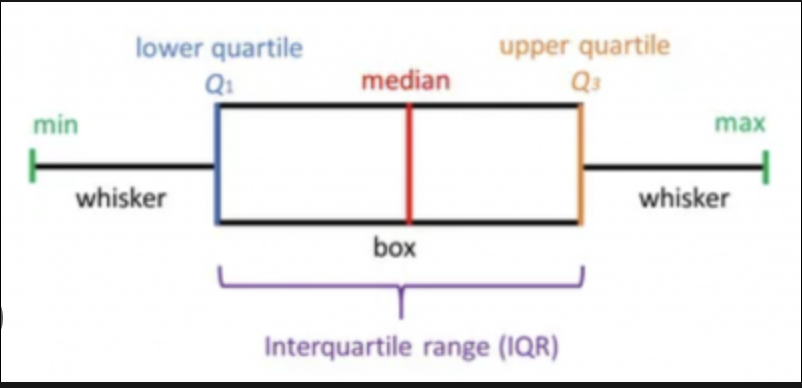 lower quartile
Q1
median
upper quartile
Q3
min
max
whisker
whisker
box
Interquartile range (IQR)